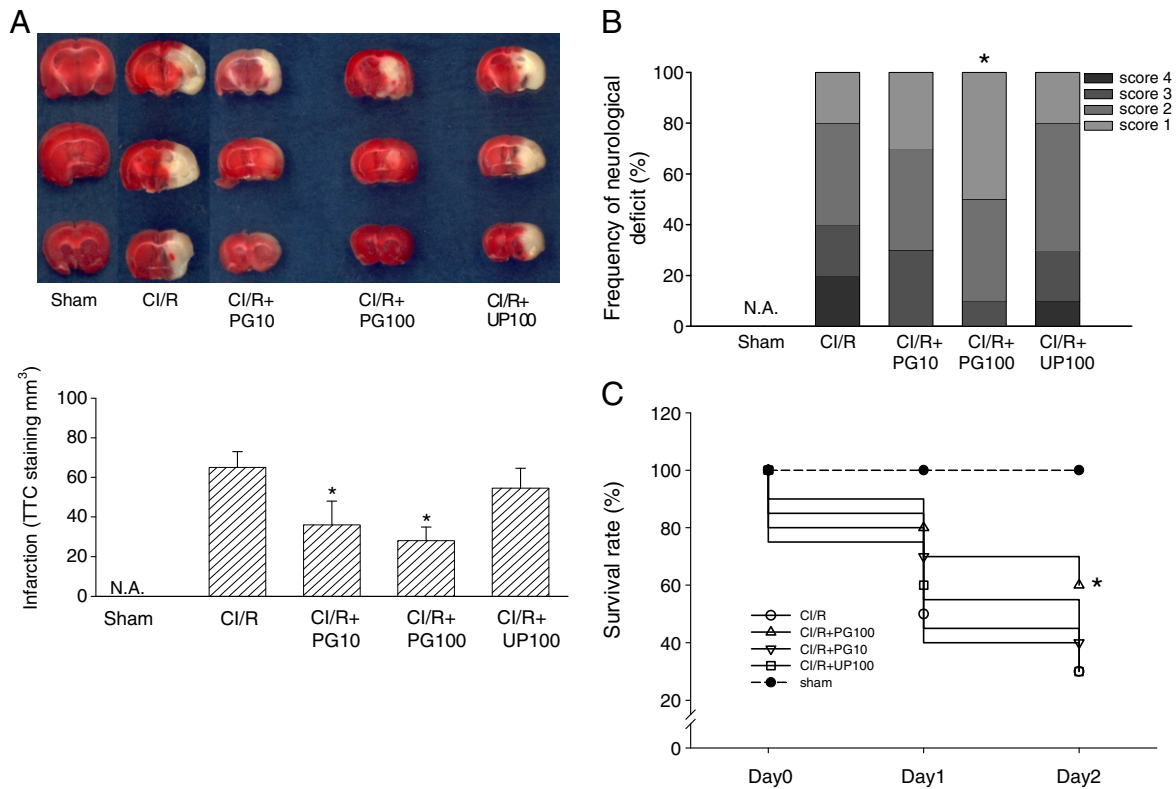 A
Sham
CI/R
CI/R+
PG10
CI/R+
PG100
CI/R+
UP100
Infarction (TTC staining mm³)
100
80
60
40
20
0
N.A.
*
*
Sham
CI/R
CI/R+
PG10
CI/R+
PG100
CI/R+
UP100
B
Frequency of neurological
deficit (%)
100
80
60
40
20
0
*
score 4
score 3
score 2
score 1
N.A.
Sham
CI/R
CI/R+
PG10
CI/R+
PG100
CI/R+
UP100
C
Survival rate (%)
120
100
80
60
40
20
0
*
CI/R
CI/R+PG100
CI/R+PG10
CI/R+UP100
sham
Day0
Day1
Day2